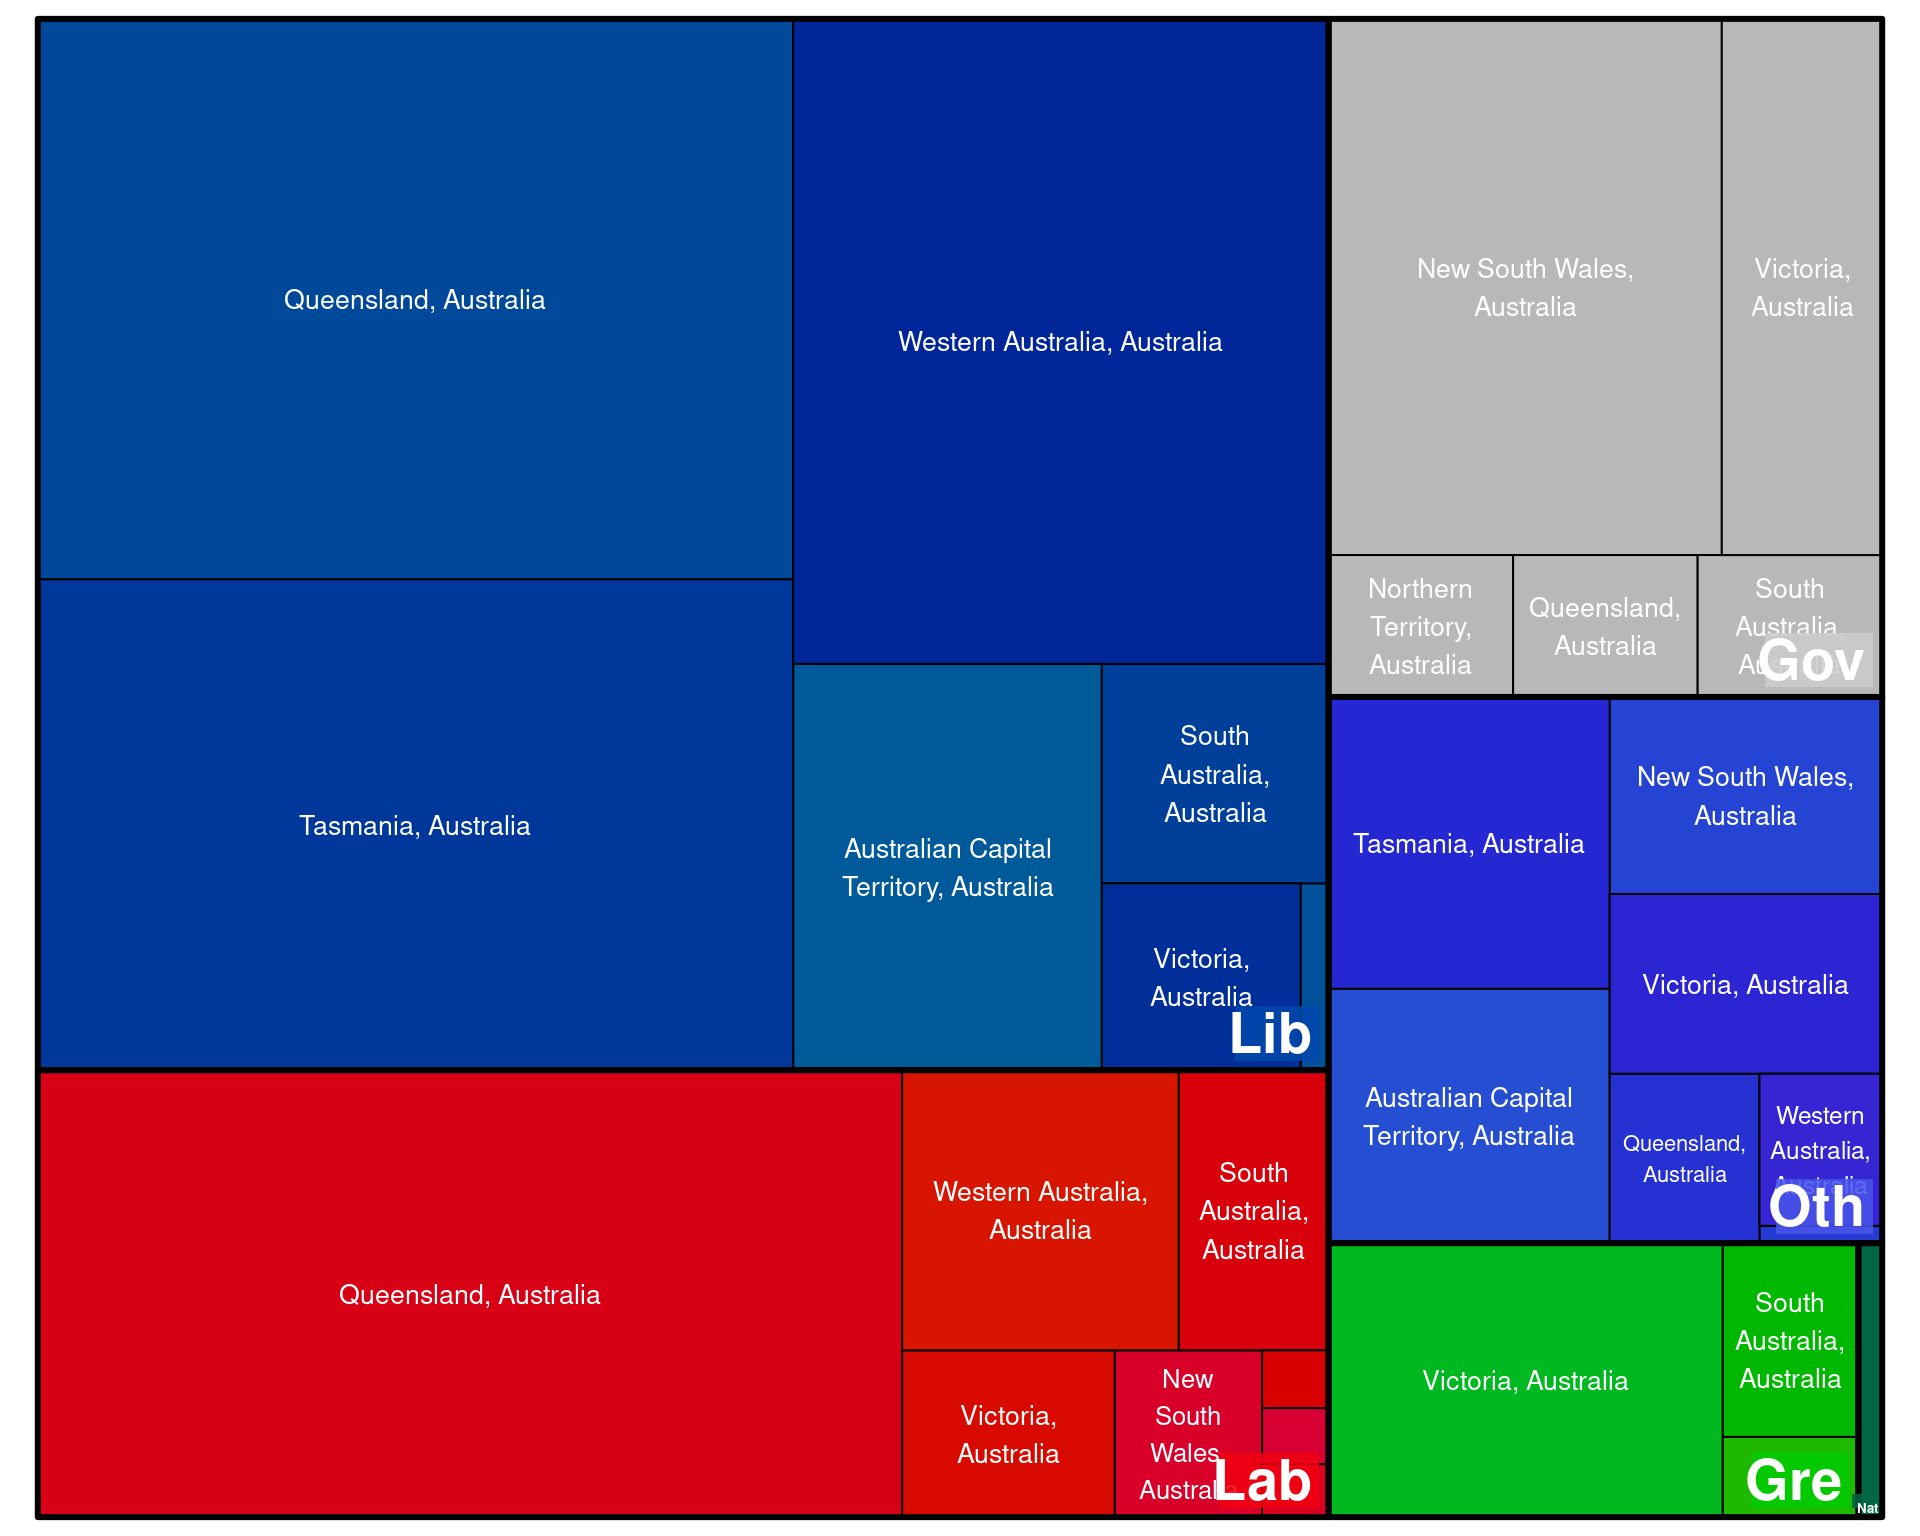 Queensland, Australia
Tasmania, Australia
Western Australia, Australia
Australian Capital
Territory, Australia
South
Australia,
Australia
Victoria,
Australia
Lib
Queensland, Australia
Western Australia,
Australia
South
Australia,
Australia
Victoria,
Australia
New
South
Wales
Australia
Lab
New South Wales,
Australia
Victoria,
Australia
Northern
Territory,
Australia
Queensland,
Australia
South
Australia,
Gov
Tasmania, Australia
Australian Capital
Territory, Australia
New South Wales,
Australia
Victoria, Australia
Queensland,
Australia
Western
Australia,
Australia
Oth
Victoria, Australia
South
Australia,
Australia
Gre
Nat